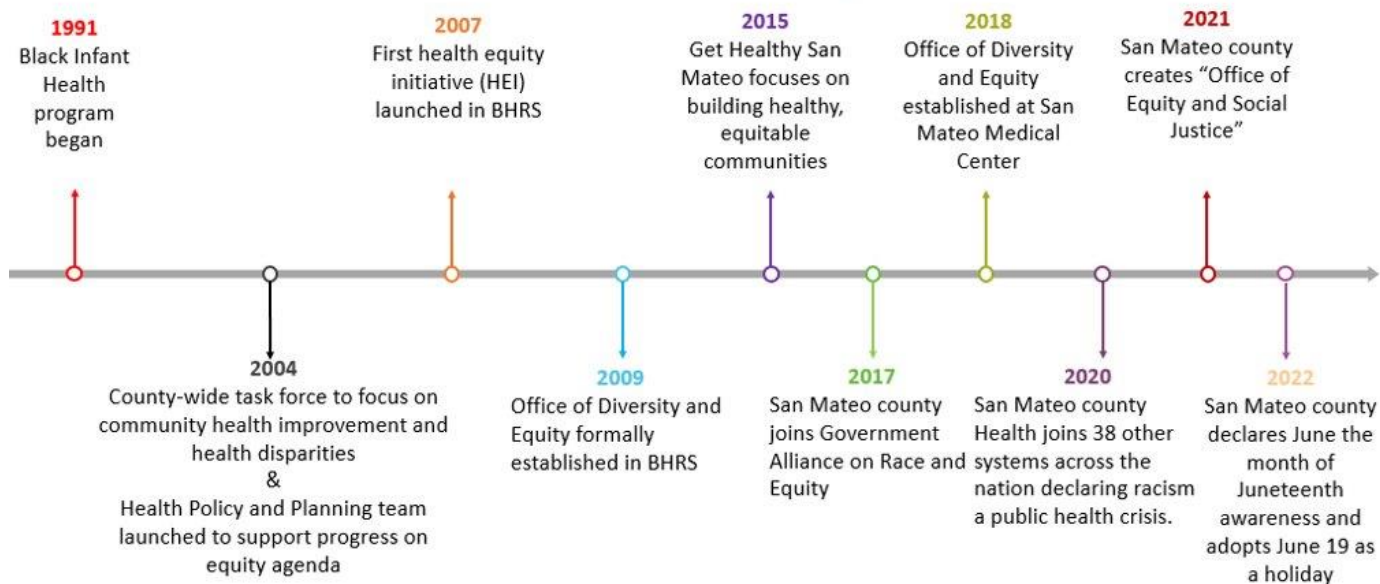 1991
Black Infant
Health
program
began
2007
First health equity
initiative (HEI)
launched in BHRS
2015
Get Healthy San
Mateo focuses on
building healthy,
equitable
communities
2018
Office of Diversity
and Equity
established at San
Mateo Medical
Center
2021
San Mateo county
creates “Office of
Equity and Social
Justice”
2004
County-wide task force to focus on
community health improvement and
health disparities
&
Health Policy and Planning team
launched to support progress on
equity agenda
2009
Office of Diversity and
Equity formally
established in BHRS
2017
San Mateo county
joins Government
Alliance on Race and
Equity
2020
San Mateo county
Health joins 38 other
systems across the
nation declaring racism
a public health crisis.
2022
San Mateo county
declares June the
month of
Juneteenth
awareness and
adopts June 19 as
a holiday